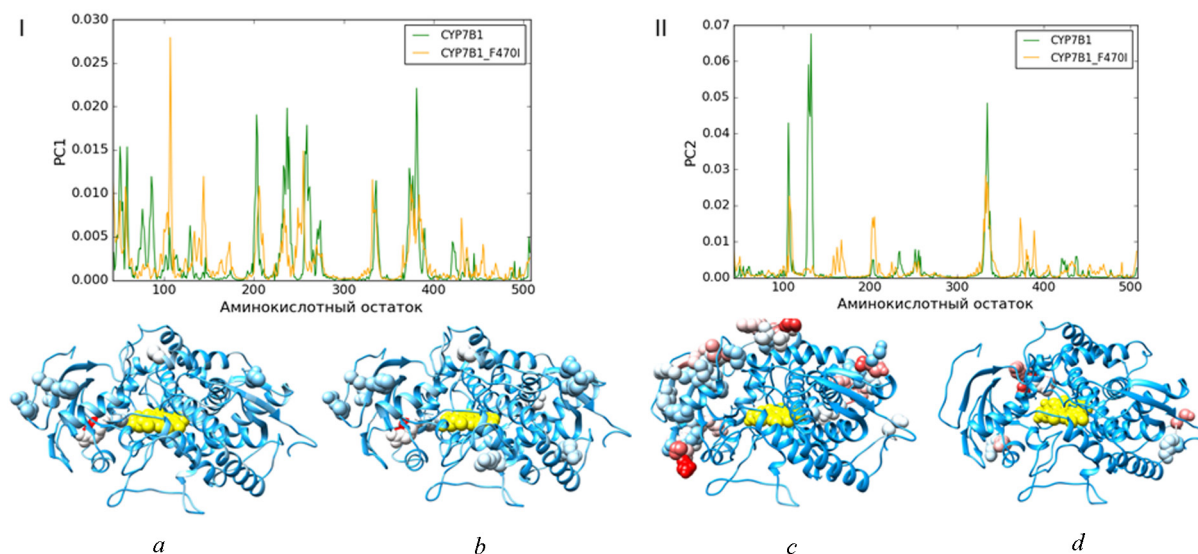 I
II
0.030
0.025
0.020
0.015
0.010
0.005
0.000
PC1
CYP7B1
CYP7B1_F470I
100
200
300
400
500
Аминокислотный остаток
0.07
0.06
0.05
0.04
0.03
0.02
0.01
0.00
PC2
CYP7B1
CYP7B1_F470I
100
200
300
400
500
Аминокислотный остаток
a
b
c
d